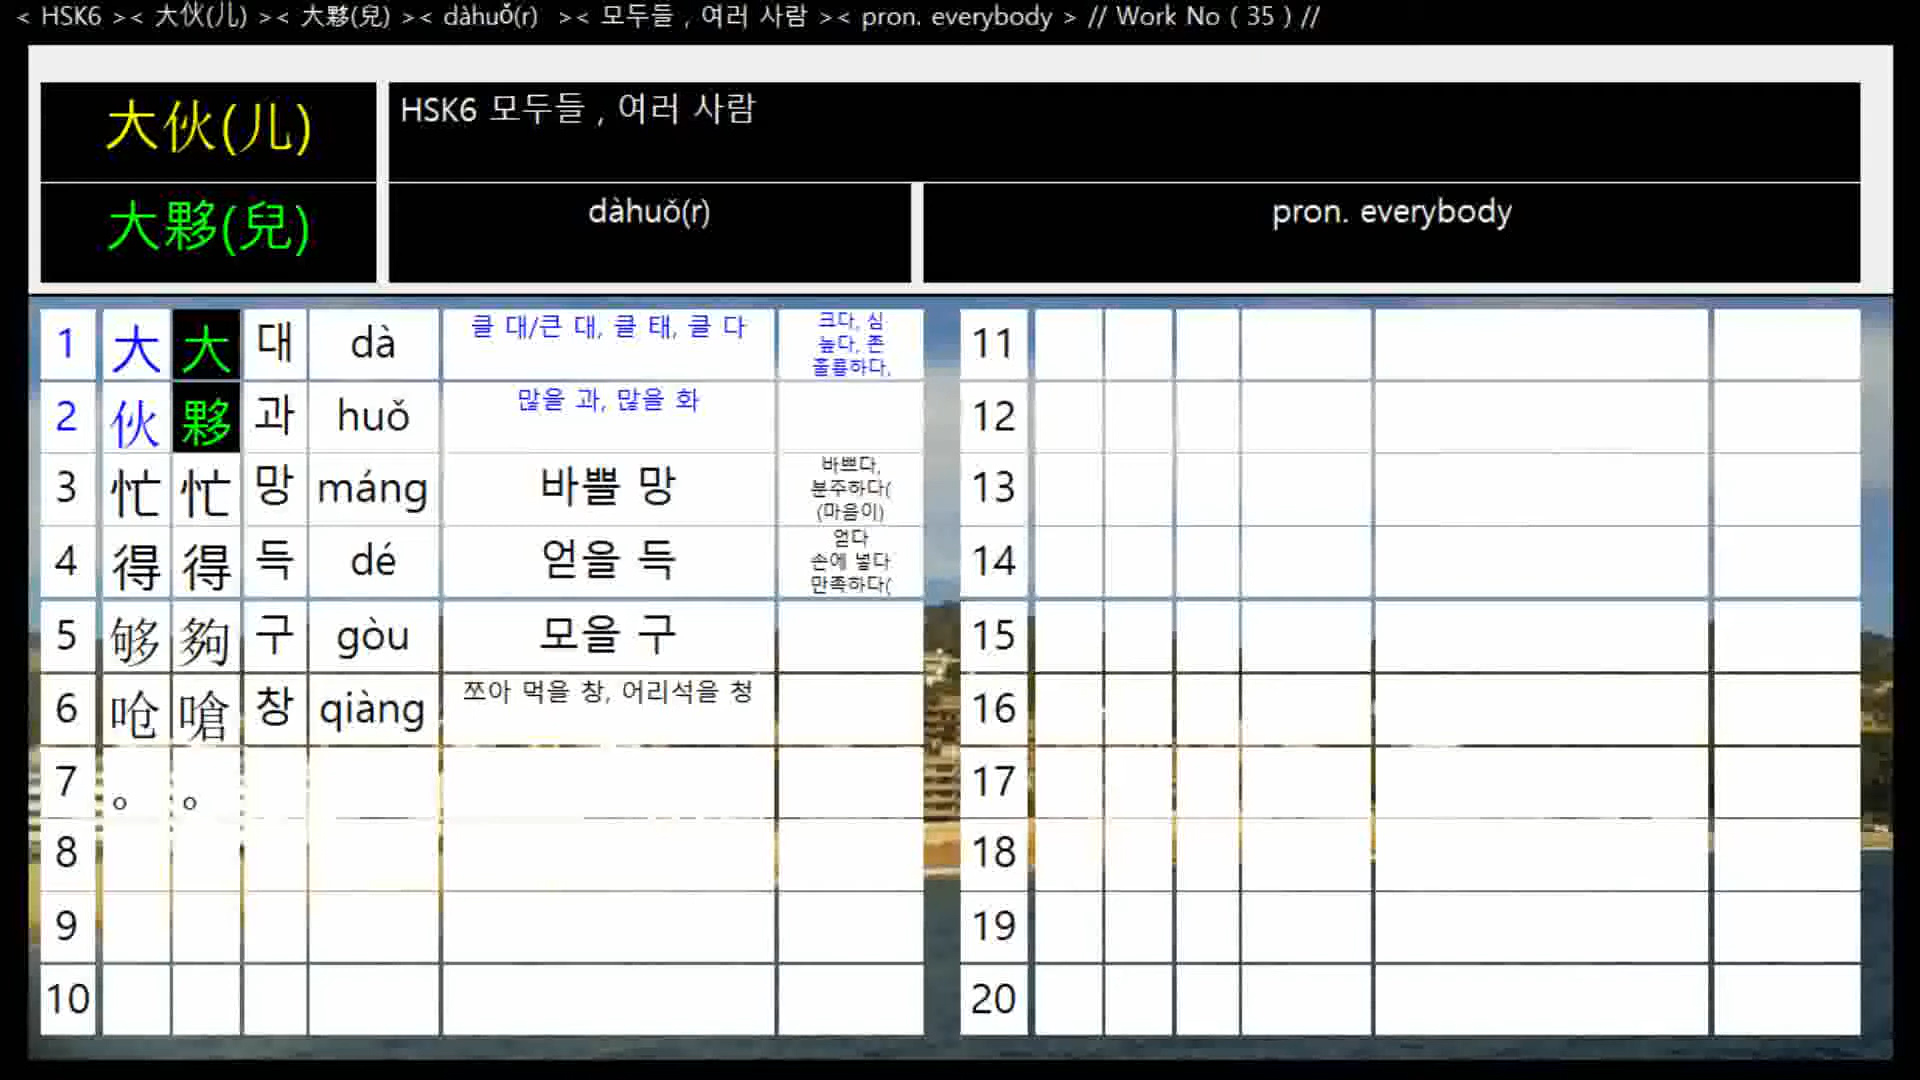 < HSK6 >< 大伙(儿) >< 大夥(兒) >< dàhuǒ(r)  >< 모두들 , 여러 사람 >< pron. everybody > // Work No ( 35 ) //
大伙(儿)
HSK6 모두들 , 여러 사람
大夥(兒)
dàhuǒ(r)
pron. everybody
1 大 大 대 dà 클 대/큰 대, 클 태, 클 다
크다, 심
높다, 존
훌륭하다,
2 伙 夥 과 huǒ 많을 과, 많을 화
3 忙 忙 망 máng 바쁠 망
바쁘다,
분주하다(
(마음이)
4 得 得 득 dé 얻을 득
얻다
손에 넣다
만족하다(
5 够 夠 구 gòu 모을 구
6 呛 嗆 창 qiàng 쪼아 먹을 창, 어리석을 청
7 。 。
8
9
10
11
12
13
14
15
16
17
18
19
20